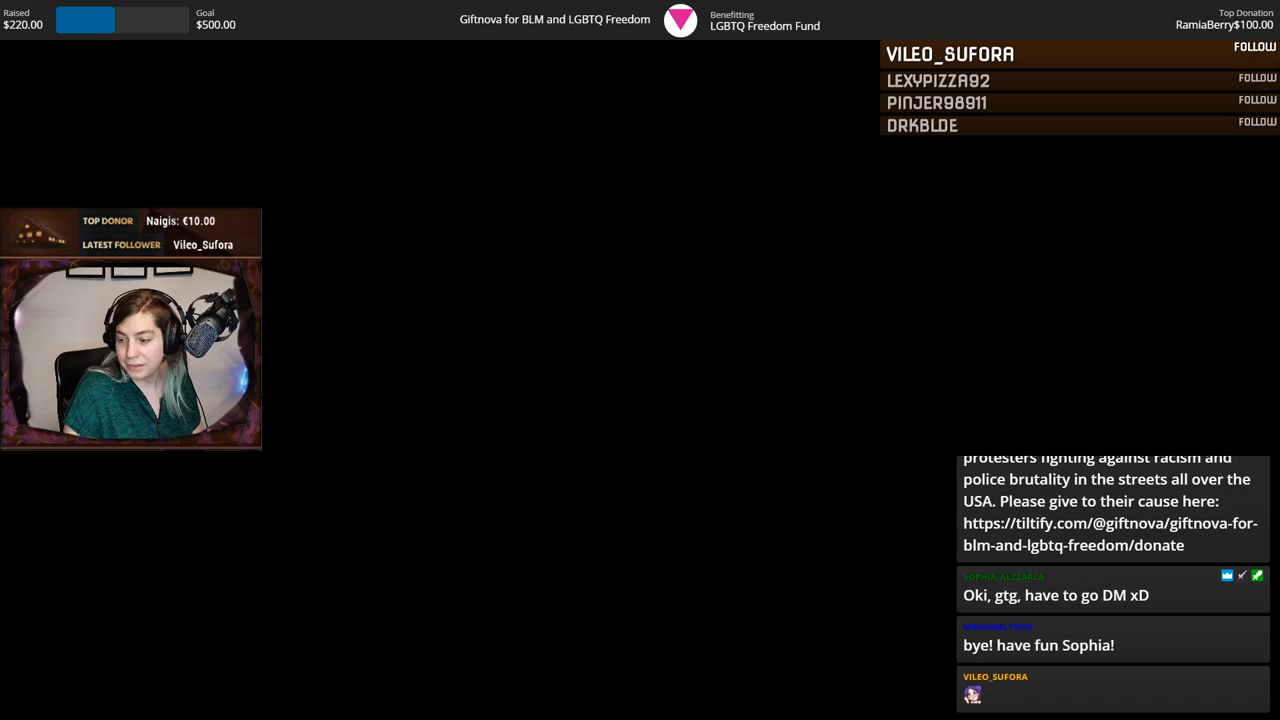 Raised
$220.00
Goal
$500.00
Giftnova for BLM and LGBTQ Freedom
Benefitting
LGBTQ Freedom Fund
Top Donation
RamiaBerry$100.00
VILEO_SUFORA FOLLOW
LEXYPIZZA92 FOLLOW
PINJER98911 FOLLOW
DRKBLDE FOLLOW
TOP DONOR Naigis: €10.00
LATEST FOLLOWER Vileo_Sufora
protesters fighting against racism and
police brutality in the streets all over the
USA. Please give to their cause here:
https://tiltify.com/@giftnova/giftnova-for-
blm-and-lgbtq-freedom/donate
SOPHIA_ALZZARLA
Oki, gtg, have to go DM xD
bye! have fun Sophia!
VILEO_SUFORA